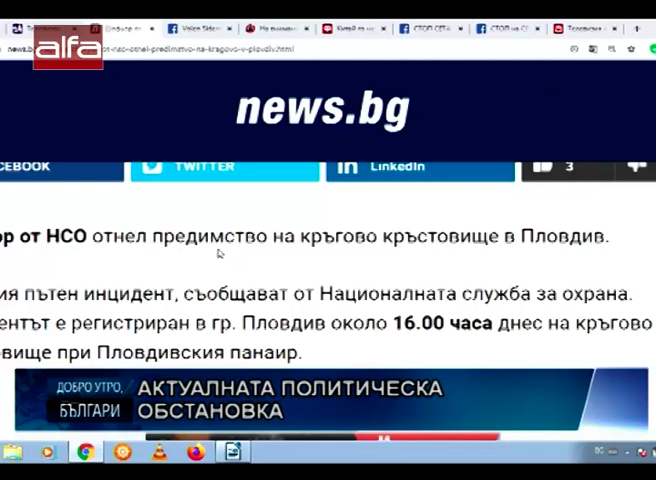 alfa
news.bg
CEBOOK
TWITTER
LinkedIn
3
ор от НСО отнел предимство на кръгово кръстовище в Пловдив.
ия пътен инцидент, съобщават от Националната служба за охрана.
ентът е регистриран в гр. Пловдив около 16.00 часа днес на кръгово
овище при Пловдивския панаир.
ДОБРО УТРО,
БЪЛГАРИ
АКТУАЛНАТА ПОЛИТИЧЕСКА
ОБСТАНОВКА